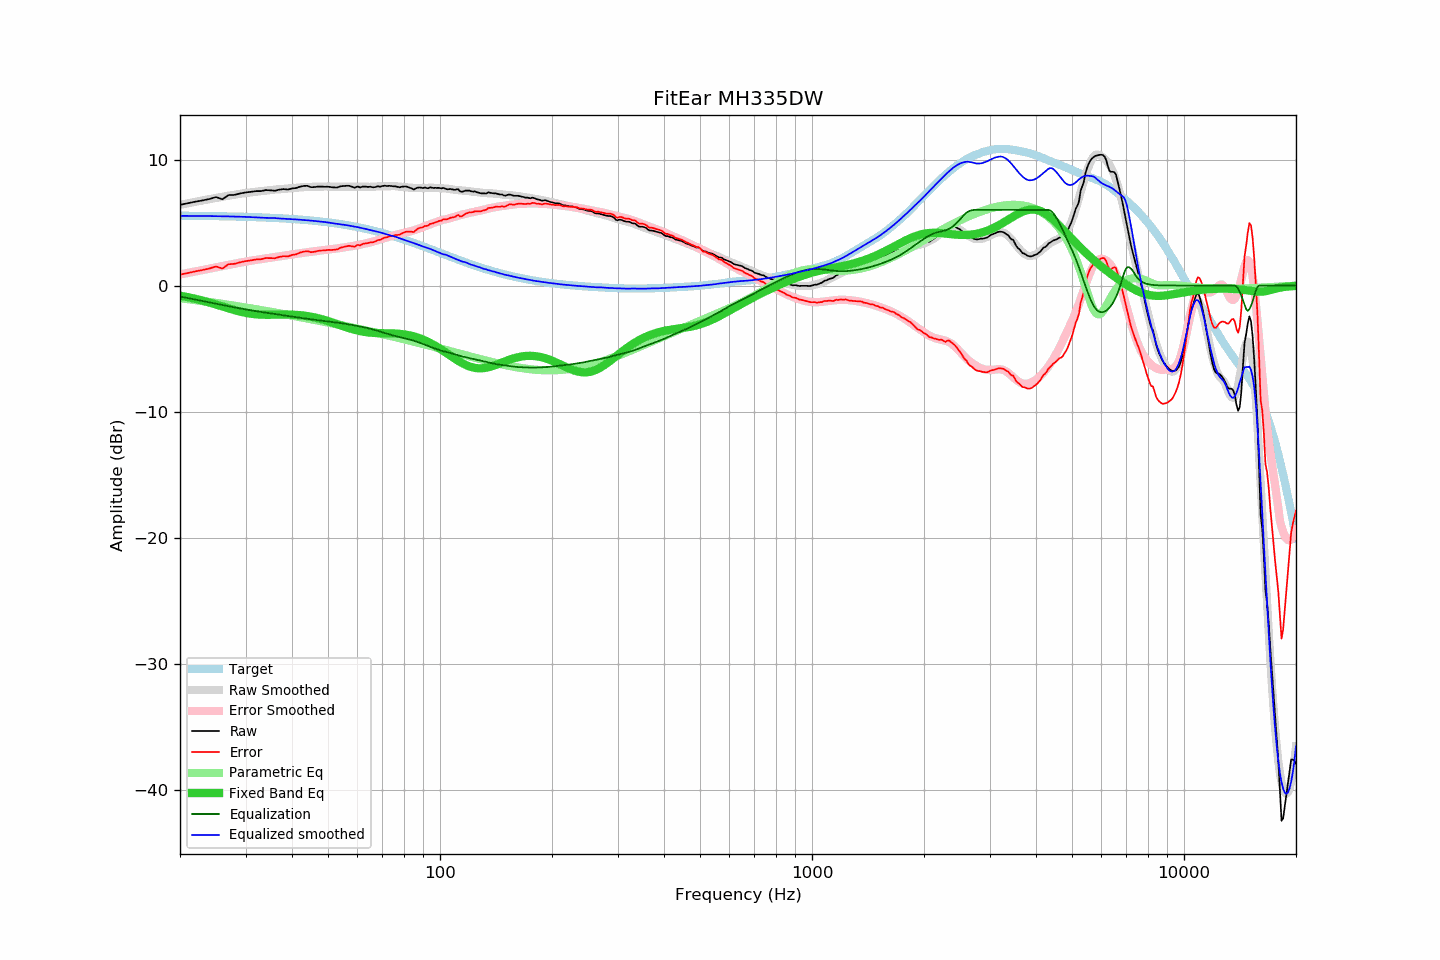 FitEar MH335DW
10
0
−10
−20
−30
−40
Amplitude (dBr)
Target
Raw Smoothed
Error Smoothed
Raw
Error
Parametric Eq
Fixed Band Eq
Equalization
Equalized smoothed
100
1000
10000
Frequency (Hz)